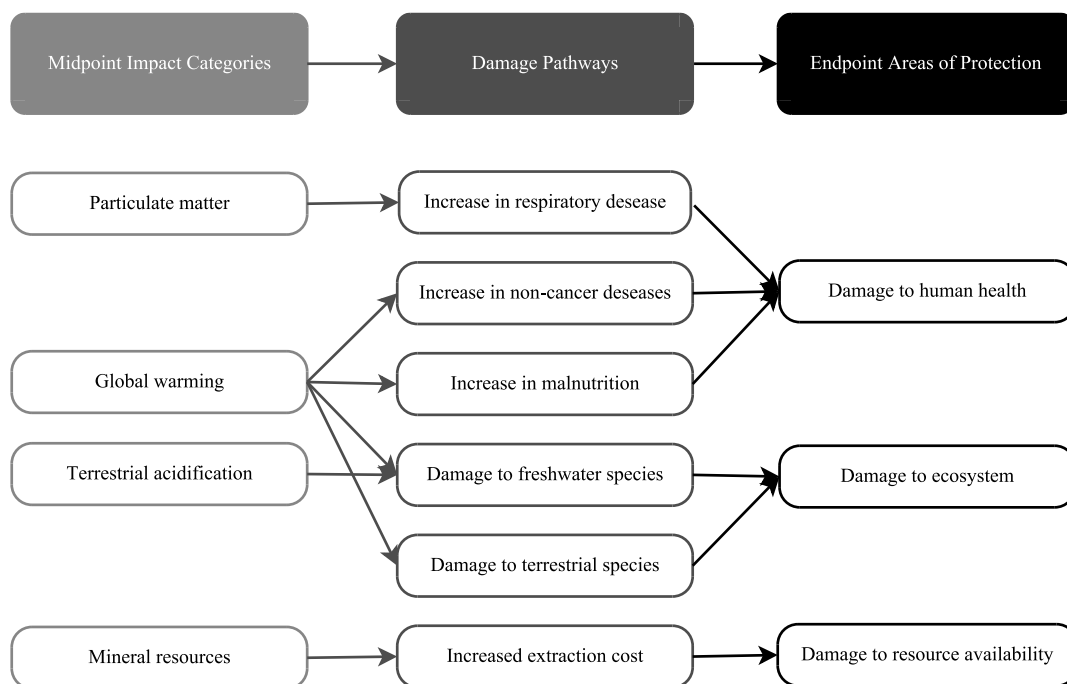 Midpoint Impact Categories
Damage Pathways
Endpoint Areas of Protection
Particulate matter
Increase in respiratory desease
Increase in non-cancer deseases
Damage to human health
Global warming
Increase in malnutrition
Terrestrial acidification
Damage to freshwater species
Damage to ecosystem
Damage to terrestrial species
Mineral resources
Increased extraction cost
Damage to resource availability